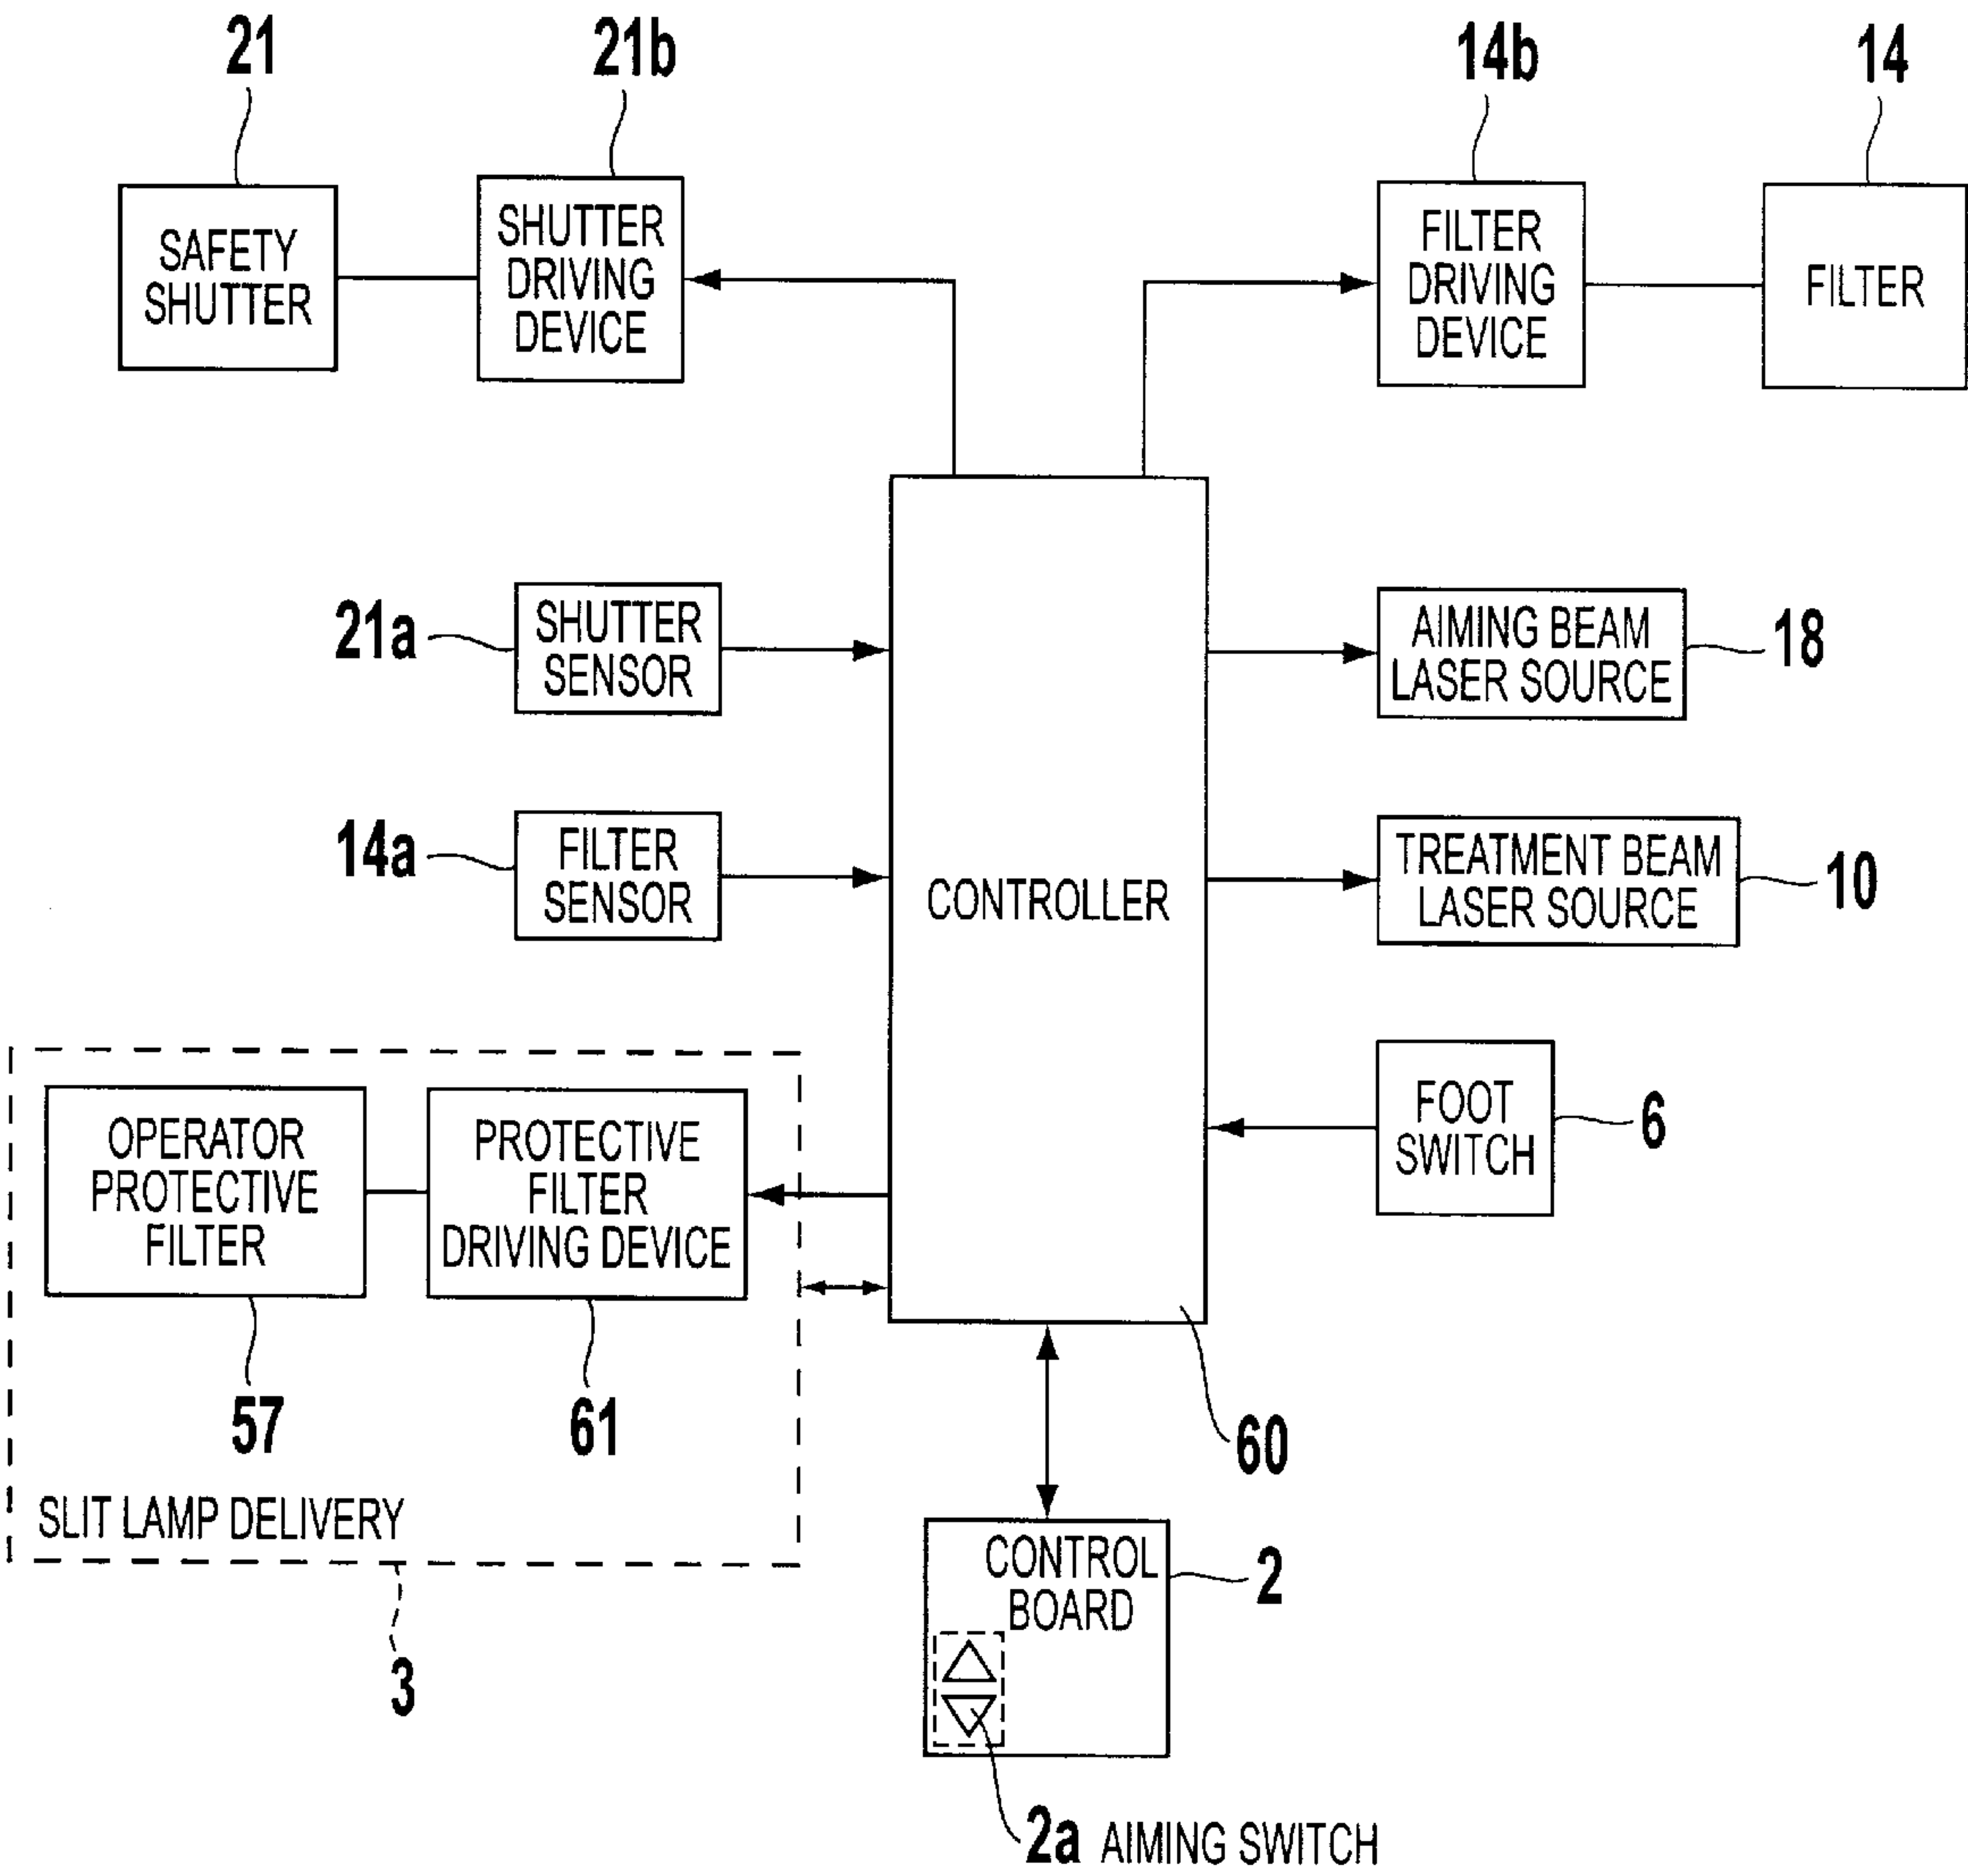 21
21b
14b
14
SAFETY
SHUTTER
SHUTTER
DRIVING
DEVICE
FILTER
DRIVING
DEVICE
FILTER
21a
SHUTTER
SENSOR
AIMING BEAM
LASER SOURCE
18
14a
FILTER
SENSOR
CONTROLLER
TREATMENT BEAM
LASER SOURCE
10
OPERATOR
PROTECTIVE
FILTER
PROTECTIVE
FILTER
DRIVING DEVICE
FOOT
SWITCH
6
57
61
60
SLIT LAMP DELIVERY
3
CONTROL
BOARD
2
2a AIMING SWITCH